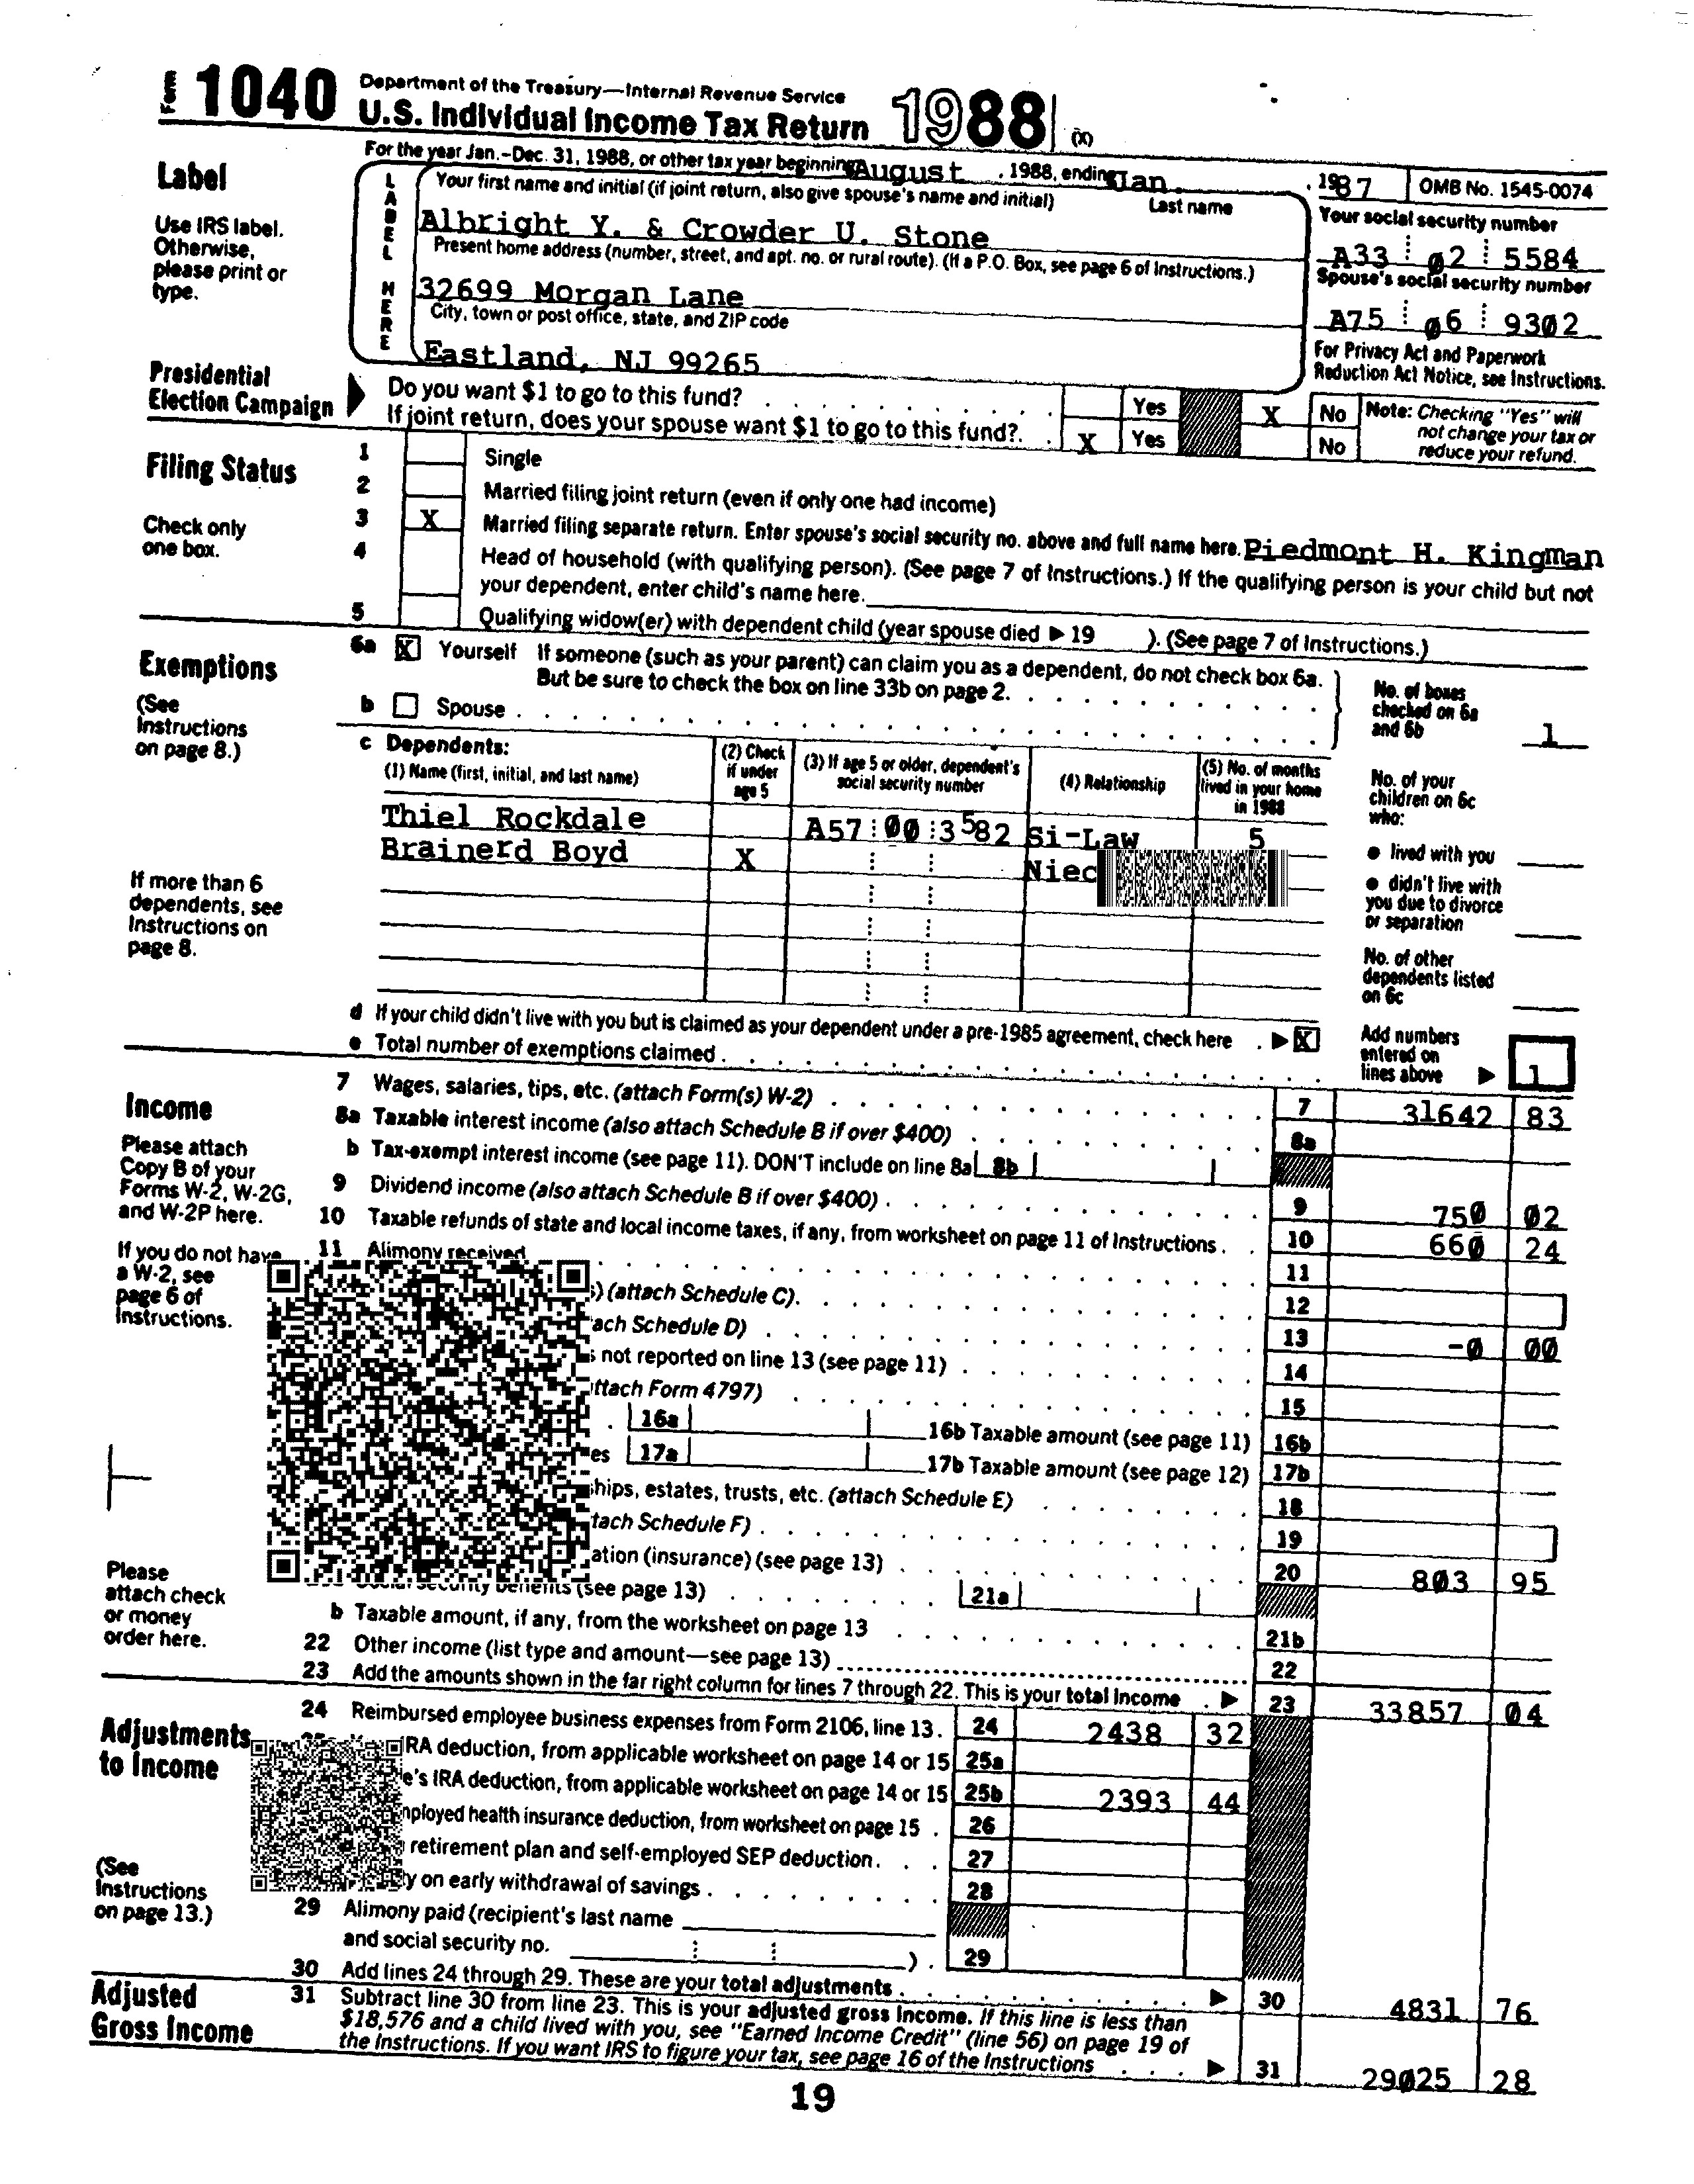 Form 1040 Department of the Treasury—Internal Revenue Service
U.S. Individual Income Tax Return 1988 (X)
For the year Jan.-Dec. 31, 1988, or other tax year beginning August , 1988, ending Jan. , 1987 OMB No. 1545-0074
Label
Use IRS label.
Otherwise,
please print or
type.
LABEL HERE
Your first name and initial (if joint return, also give spouse's name and initial) Last name
Albright Y. & Crowder U. Stone
Present home address (number, street, and apt. no. or rural route). (If a P.O. Box, see page 6 of Instructions.)
32699 Morgan Lane
City, town or post office, state, and ZIP code
Eastland, NJ 99265
Your social security number
A33 02 5584
Spouse's social security number
A75 06 9302
For Privacy Act and Paperwork
Reduction Act Notice, see Instructions.
Presidential
Election Campaign
Do you want $1 to go to this fund? Yes X No
If joint return, does your spouse want $1 to go to this fund? X Yes No
Note: Checking "Yes" will
not change your tax or
reduce your refund.
Filing Status
Check only
one box.
1 Single
2 Married filing joint return (even if only one had income)
3 X Married filing separate return. Enter spouse's social security no. above and full name here. Piedmont H. Kingman
4 Head of household (with qualifying person). (See page 7 of Instructions.) If the qualifying person is your child but not
your dependent, enter child's name here.
5 Qualifying widow(er) with dependent child (year spouse died ▶ 19 ). (See page 7 of Instructions.)
Exemptions
(See
Instructions
on page 8.)
6a X Yourself If someone (such as your parent) can claim you as a dependent, do not check box 6a.
But be sure to check the box on line 33b on page 2.
b Spouse
No. of boxes
checked on 6a
and 6b 1
c Dependents:
(1) Name (first, initial, and last name)
(2) Check
if under
age 5
(3) If age 5 or older, dependent's
social security number
(4) Relationship
(5) No. of months
lived in your home
in 1988
Thiel Rockdale A57 00 3582 Si-Law 5
Brainerd Boyd X Niec
If more than 6
dependents, see
Instructions on
page 8.
No. of your
children on 6c
who:
● lived with you
● didn't live with
you due to divorce
or separation
No. of other
dependents listed
on 6c
d If your child didn't live with you but is claimed as your dependent under a pre-1985 agreement, check here ▶ X
e Total number of exemptions claimed
Add numbers
entered on
lines above ▶ 1
Income
Please attach
Copy B of your
Forms W-2, W-2G,
and W-2P here.
If you do not have
a W-2, see
page 6 of
Instructions.
Please
attach check
or money
order here.
7 Wages, salaries, tips, etc. (attach Form(s) W-2) 7 31642 83
8a Taxable interest income (also attach Schedule B if over $400) 8a
b Tax-exempt interest income (see page 11). DON'T include on line 8a 8b
9 Dividend income (also attach Schedule B if over $400) 9 750 02
10 Taxable refunds of state and local income taxes, if any, from worksheet on page 11 of Instructions 10 660 24
11 Alimony received 11
s) (attach Schedule C) 12
ach Schedule D) 13 -0 00
s not reported on line 13 (see page 11) 14
ttach Form 4797) 15
16a 16b Taxable amount (see page 11) 16b
es 17a 17b Taxable amount (see page 12) 17b
hips, estates, trusts, etc. (attach Schedule E) 18
tach Schedule F) 19
ation (insurance) (see page 13) 20 803 95
Social security benefits (see page 13) 21a
b Taxable amount, if any, from the worksheet on page 13 21b
22 Other income (list type and amount—see page 13) 22
23 Add the amounts shown in the far right column for lines 7 through 22. This is your total income ▶ 23 33857 04
Adjustments
to Income
(See
Instructions
on page 13.)
24 Reimbursed employee business expenses from Form 2106, line 13. 24 2438 32
RA deduction, from applicable worksheet on page 14 or 15 25a
e's IRA deduction, from applicable worksheet on page 14 or 15 25b 2393 44
mployed health insurance deduction, from worksheet on page 15 26
retirement plan and self-employed SEP deduction 27
y on early withdrawal of savings 28
29 Alimony paid (recipient's last name
and social security no. ) 29
30 Add lines 24 through 29. These are your total adjustments ▶ 30 4831 76
Adjusted
Gross Income
31 Subtract line 30 from line 23. This is your adjusted gross income. If this line is less than
$18,576 and a child lived with you, see "Earned Income Credit" (line 56) on page 19 of
the Instructions. If you want IRS to figure your tax, see page 16 of the Instructions ▶ 31 29025 28
19